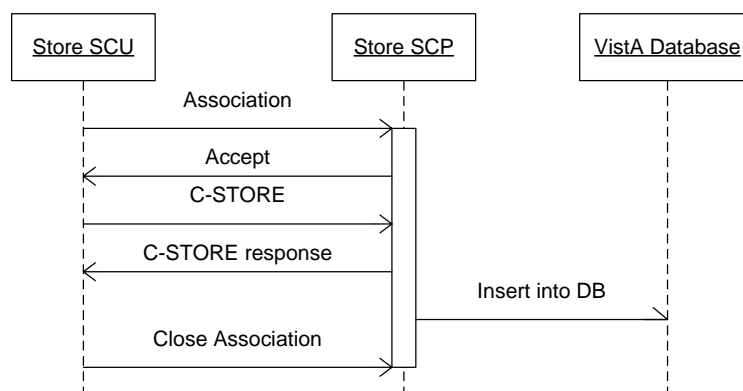 Store SCU
Store SCP
VistA Database
Association
Accept
C-STORE
C-STORE response
Insert into DB
Close Association